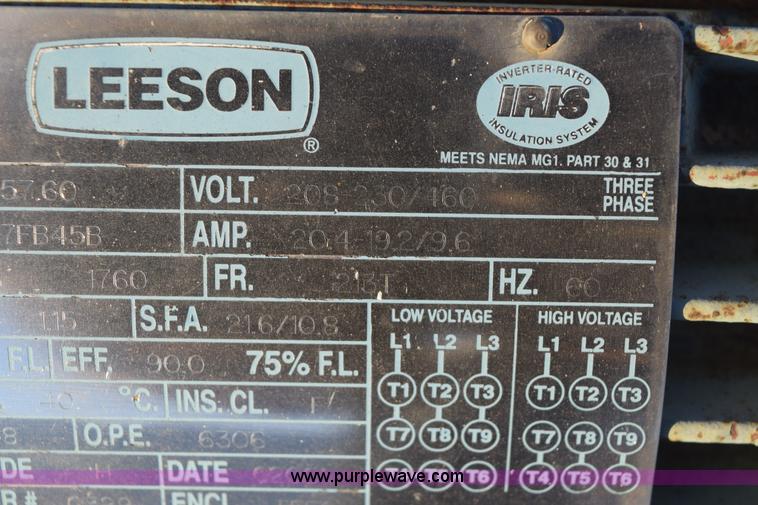 LEESON®
INVERTER-RATED
IRIS
INSULATION SYSTEM
MEETS NEMA MG1. PART 30 & 31
57.60 VOLT. 208-230/460 THREE PHASE
7FB45B AMP. 20.4-19.2/9.6
1760 FR. 213T HZ. 60
1.15 S.F.A. 21.6/10.8 LOW VOLTAGE HIGH VOLTAGE
L1 L2 L3 L1 L2 L3
F.L. EFF. 90.0 75% F.L.
T1 T2 T3 T1 T2 T3
40 °C. INS. CL. F
T7 T8 T9 T7 T8 T9
8 O.P.E. 6306
DE H DATE T6 T4 T5 T6
www.purplewave.com
R# ENCL